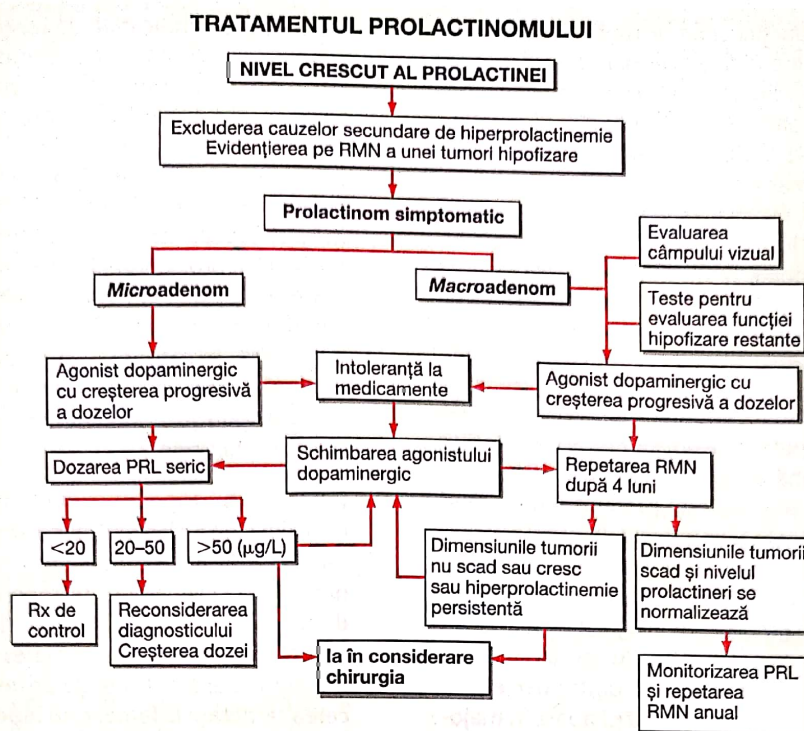 TRATAMENTUL PROLACTINOMULUI
NIVEL CRESCUT AL PROLACTINEI
Excluderea cauzelor secundare de hiperprolactinemie
Evidențierea pe RMN a unei tumori hipofizare
Prolactinom simptomatic
Evaluarea
câmpului vizual
Microadenom
Macroadenom
Teste pentru
evaluarea funcției
hipofizare restante
Agonist dopaminergic
cu creșterea progresivă
a dozelor
Intoleranță la
medicamente
Agonist dopaminergic cu
creșterea progresivă a dozelor
Dozarea PRL seric
Schimbarea agonistului
dopaminergic
Repetarea RMN
după 4 luni
<20
20–50
>50 (µg/L)
Dimensiunile tumorii
nu scad sau cresc
sau hiperprolactinemie
persistentă
Dimensiunile tumorii
scad și nivelul
prolactineri se
normalizează
Rx de
control
Reconsiderarea
diagnosticului
Creșterea dozei
Ia în considerare
chirurgia
Monitorizarea PRL
și repetarea
RMN anual